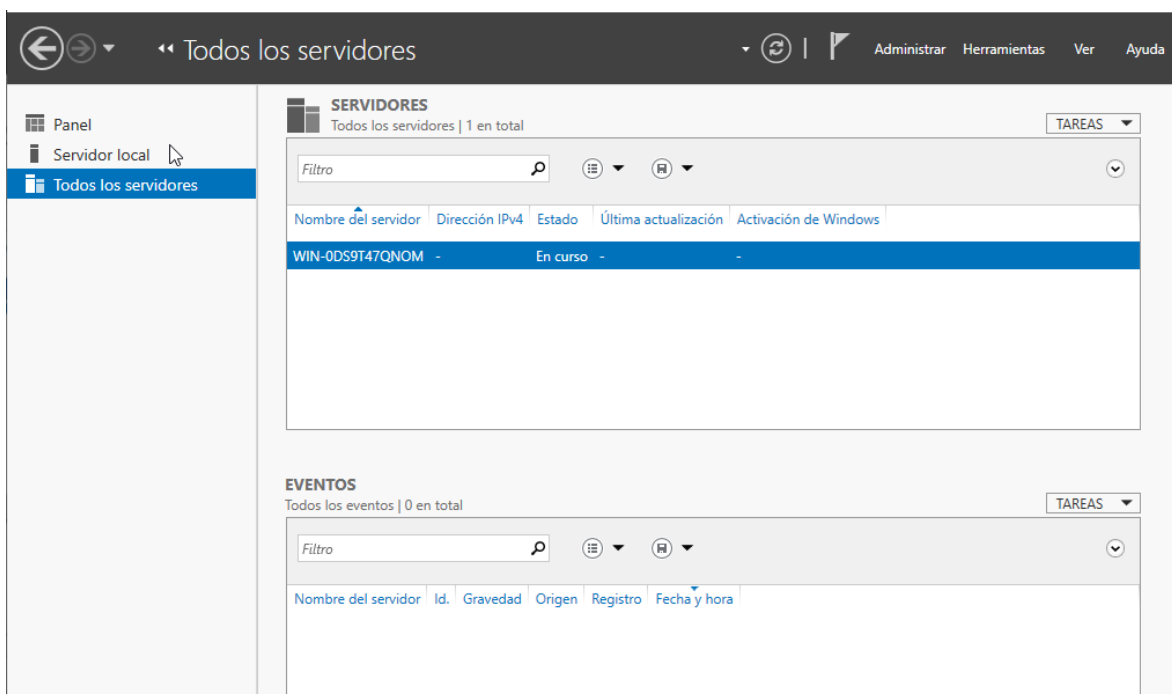 Todos los servidores
Administrar Herramientas Ver Ayuda
Panel
Servidor local
Todos los servidores
SERVIDORES
Todos los servidores | 1 en total
TAREAS
Filtro
Nombre del servidor Dirección IPv4 Estado Última actualización Activación de Windows
WIN-0DS9T47QNOM - En curso - -
EVENTOS
Todos los eventos | 0 en total
TAREAS
Filtro
Nombre del servidor Id. Gravedad Origen Registro Fecha y hora